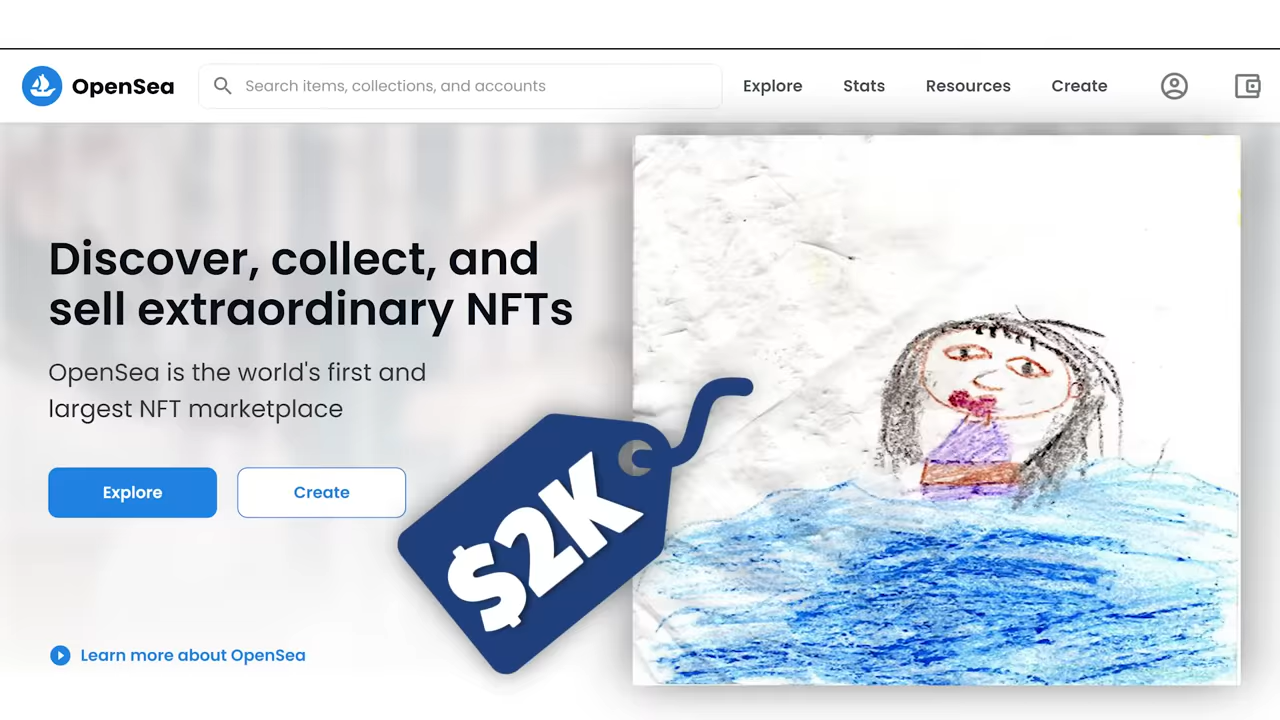 OpenSea
Search items, collections, and accounts
Explore
Stats
Resources
Create
Discover, collect, and
sell extraordinary NFTs
OpenSea is the world's first and
largest NFT marketplace
Explore
Create
$2K
Learn more about OpenSea